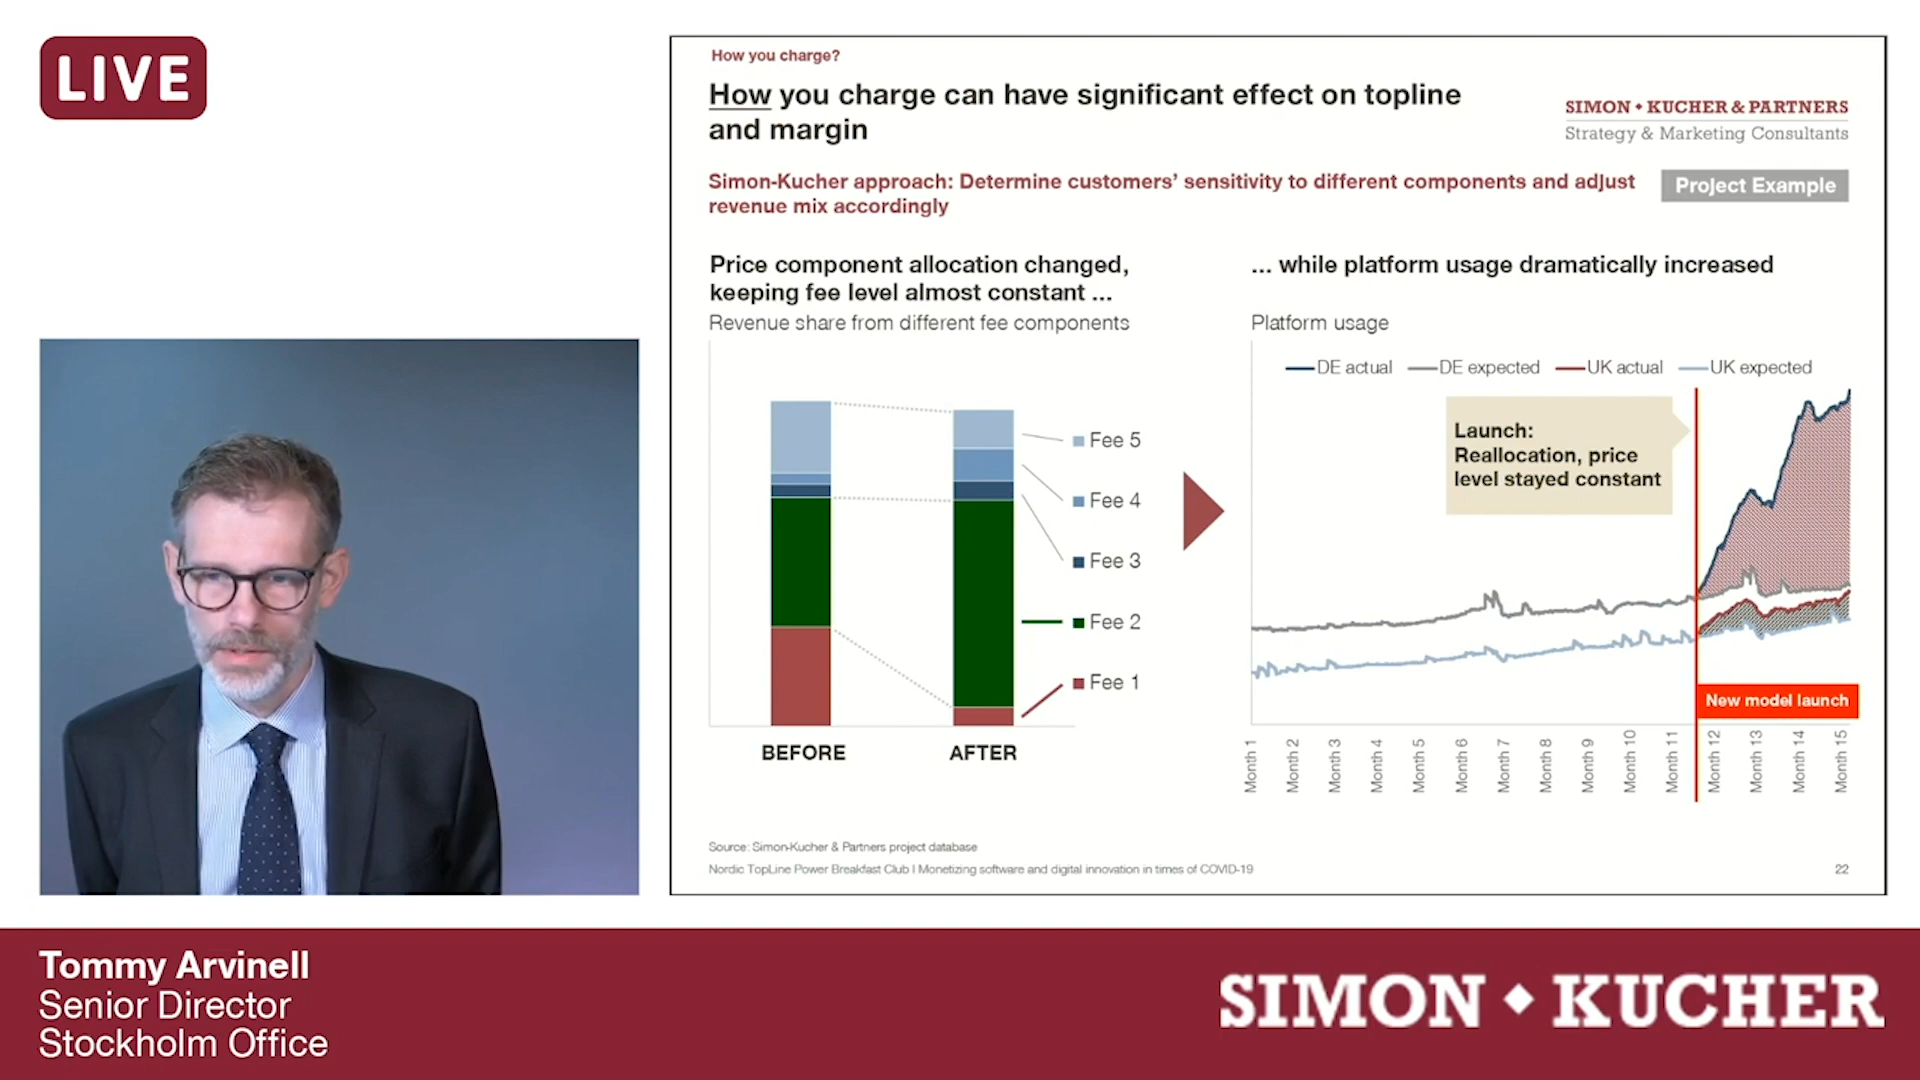 LIVE
How you charge?
How you charge can have significant effect on topline
and margin
SIMON • KUCHER & PARTNERS
Strategy & Marketing Consultants
Simon-Kucher approach: Determine customers’ sensitivity to different components and adjust
revenue mix accordingly
Project Example
Price component allocation changed,
keeping fee level almost constant ...
Revenue share from different fee components
Fee 5
Fee 4
Fee 3
Fee 2
Fee 1
BEFORE
AFTER
... while platform usage dramatically increased
Platform usage
DE actual
DE expected
UK actual
UK expected
Launch:
Reallocation, price
level stayed constant
New model launch
Month 1
Month 2
Month 3
Month 4
Month 5
Month 6
Month 7
Month 8
Month 9
Month 10
Month 11
Month 12
Month 13
Month 14
Month 15
Source: Simon-Kucher & Partners project database
Nordic TopLine Power Breakfast Club I Monetizing software and digital innovation in times of COVID-19
22
Tommy Arvinell
Senior Director
Stockholm Office
SIMON ◆ KUCHER